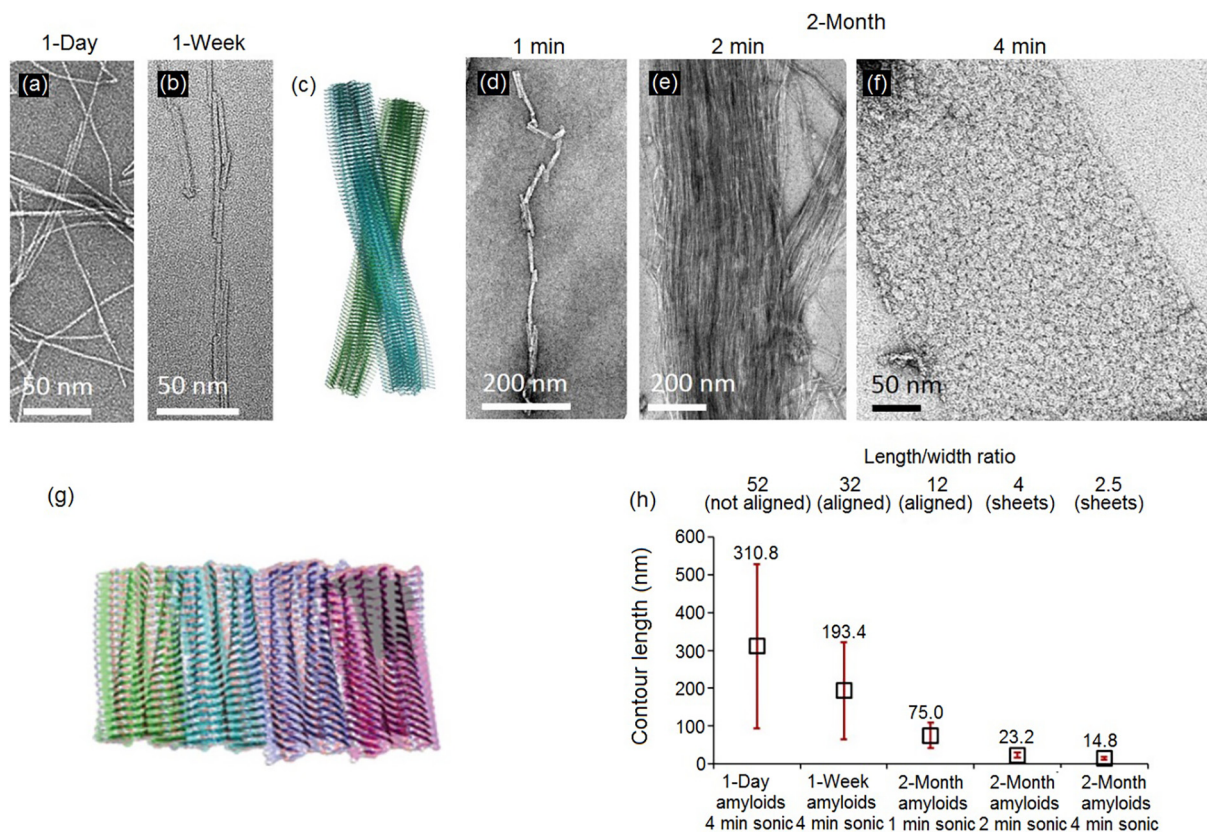 2-Month
1-Day
1-Week
1 min
2 min
4 min
(a)
(b)
(c)
(d)
(e)
(f)
50 nm
50 nm
200 nm
200 nm
50 nm
(g)
(h)
Length/width ratio
52 32 12 4 2.5
(not aligned) (aligned) (aligned) (sheets) (sheets)
Contour length (nm)
600
500
400
300
200
100
0
310.8
193.4
75.0
23.2
14.8
1-Day
amyloids
4 min sonic
1-Week
amyloids
4 min sonic
2-Month
amyloids
1 min sonic
2-Month
amyloids
2 min sonic
2-Month
amyloids
4 min sonic